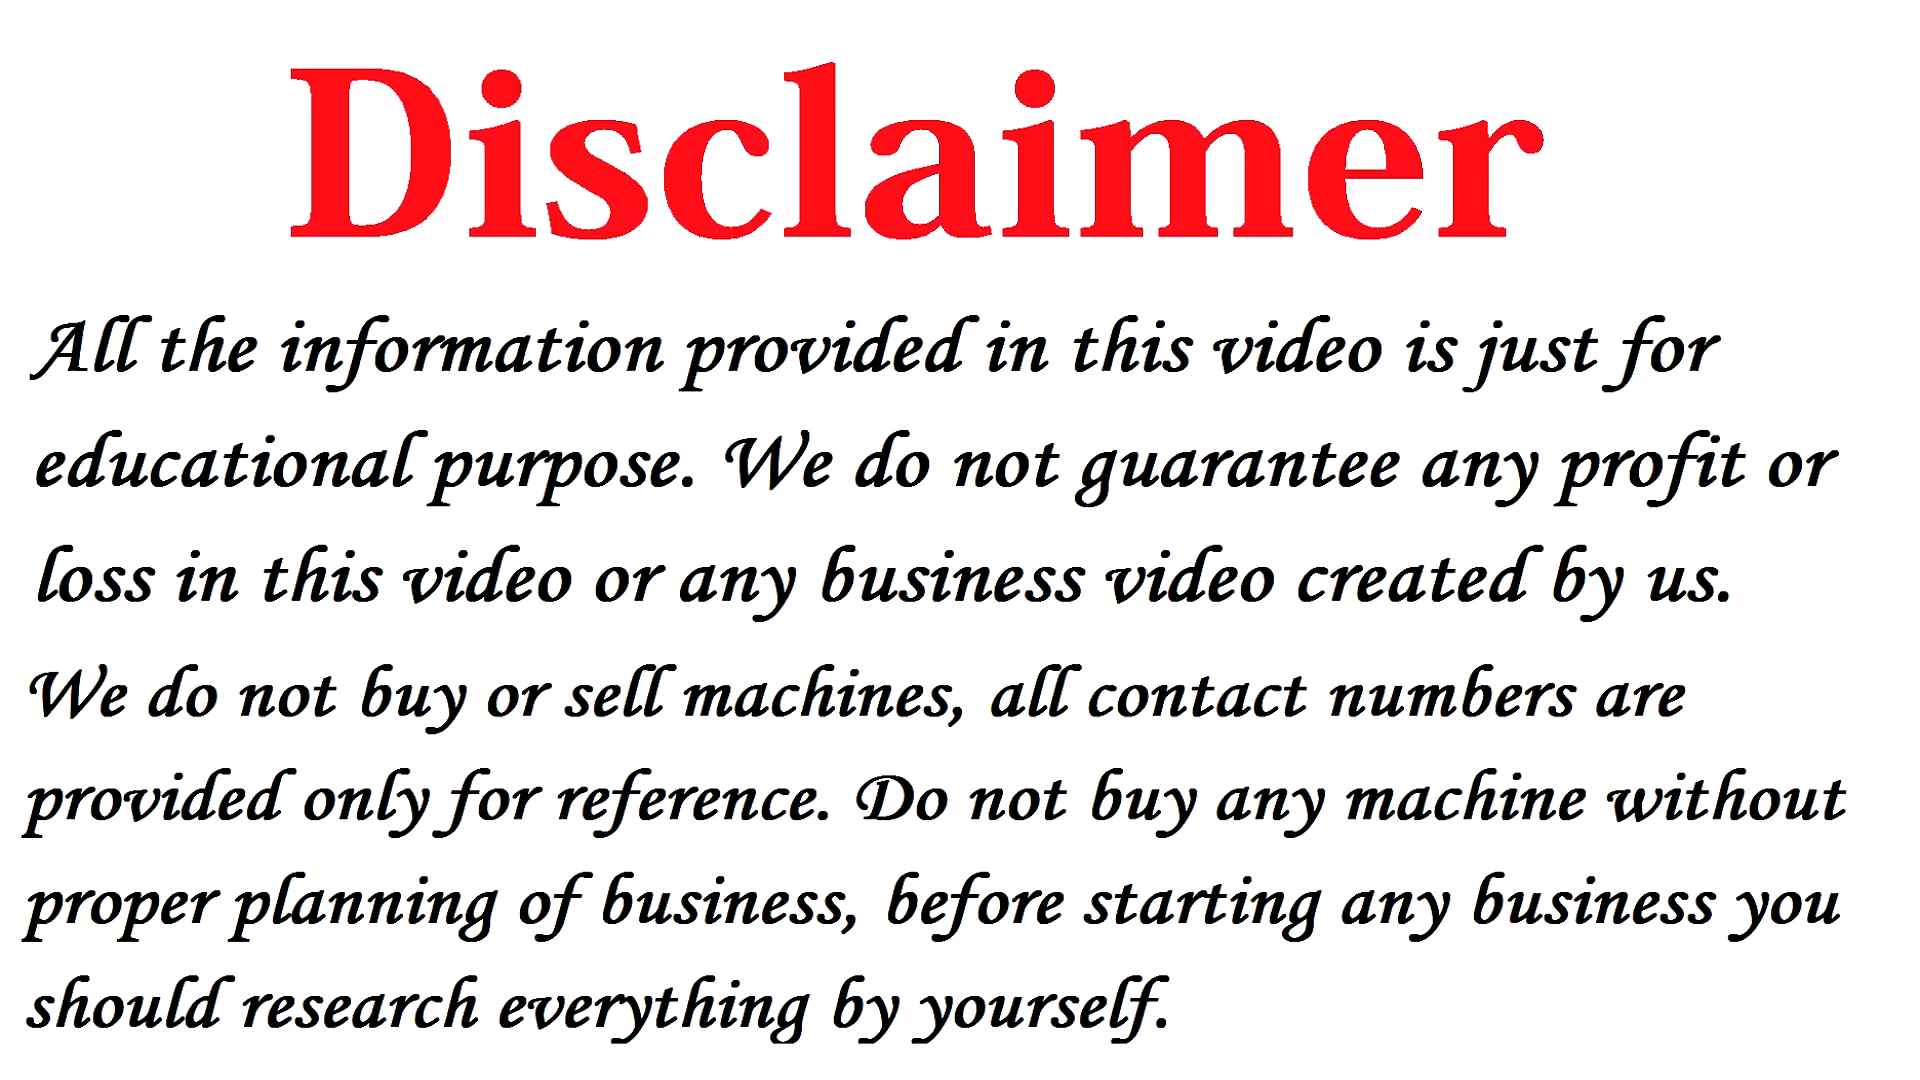 Disclaimer
All the information provided in this video is just for
educational purpose. We do not guarantee any profit or
loss in this video or any business video created by us.
We do not buy or sell machines, all contact numbers are
provided only for reference. Do not buy any machine without
proper planning of business, before starting any business you
should research everything by yourself.